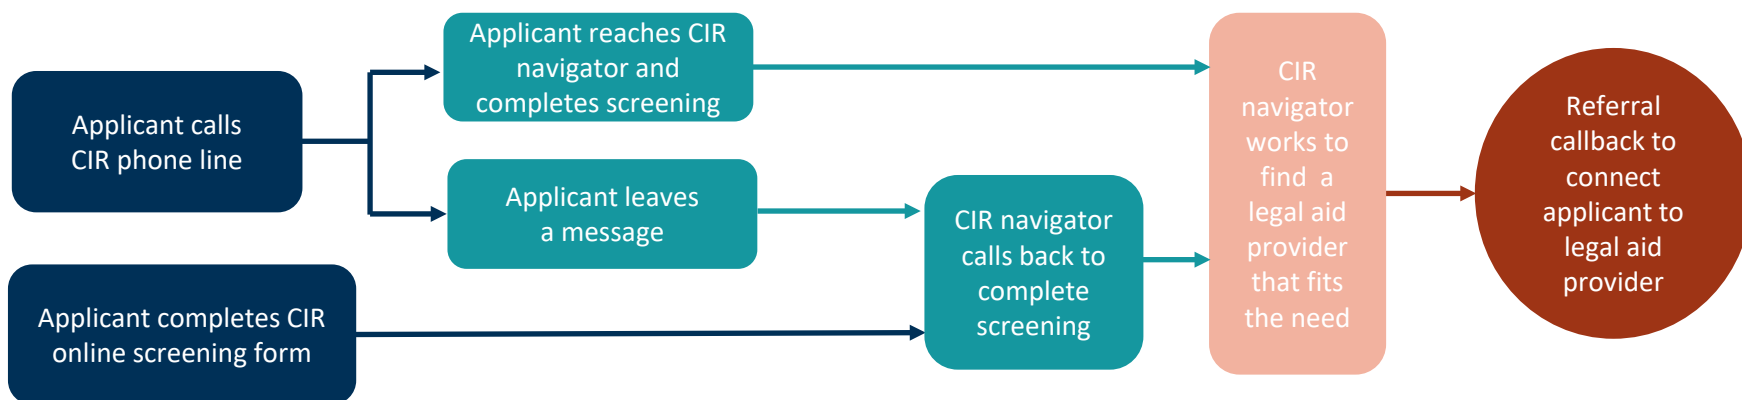 Applicant calls
CIR phone line
Applicant reaches CIR
navigator and
completes screening
Applicant leaves
a message
Applicant completes CIR
online screening form
CIR navigator
calls back to
complete
screening
CIR
navigator
works to
find a
legal aid
provider
that fits
the need
Referral
callback to
connect
applicant to
legal aid
provider